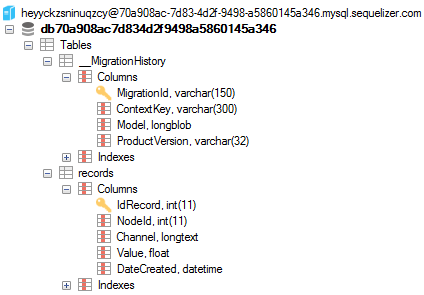 heyyckzsninuqzcy@70a908ac-7d83-4d2f-9498-a5860145a346.mysql.sequelizer.com
db70a908ac7d834d2f9498a5860145a346
Tables
__MigrationHistory
Columns
MigrationId, varchar(150)
ContextKey, varchar(300)
Model, longblob
ProductVersion, varchar(32)
Indexes
records
Columns
IdRecord, int(11)
NodeId, int(11)
Channel, longtext
Value, float
DateCreated, datetime
Indexes